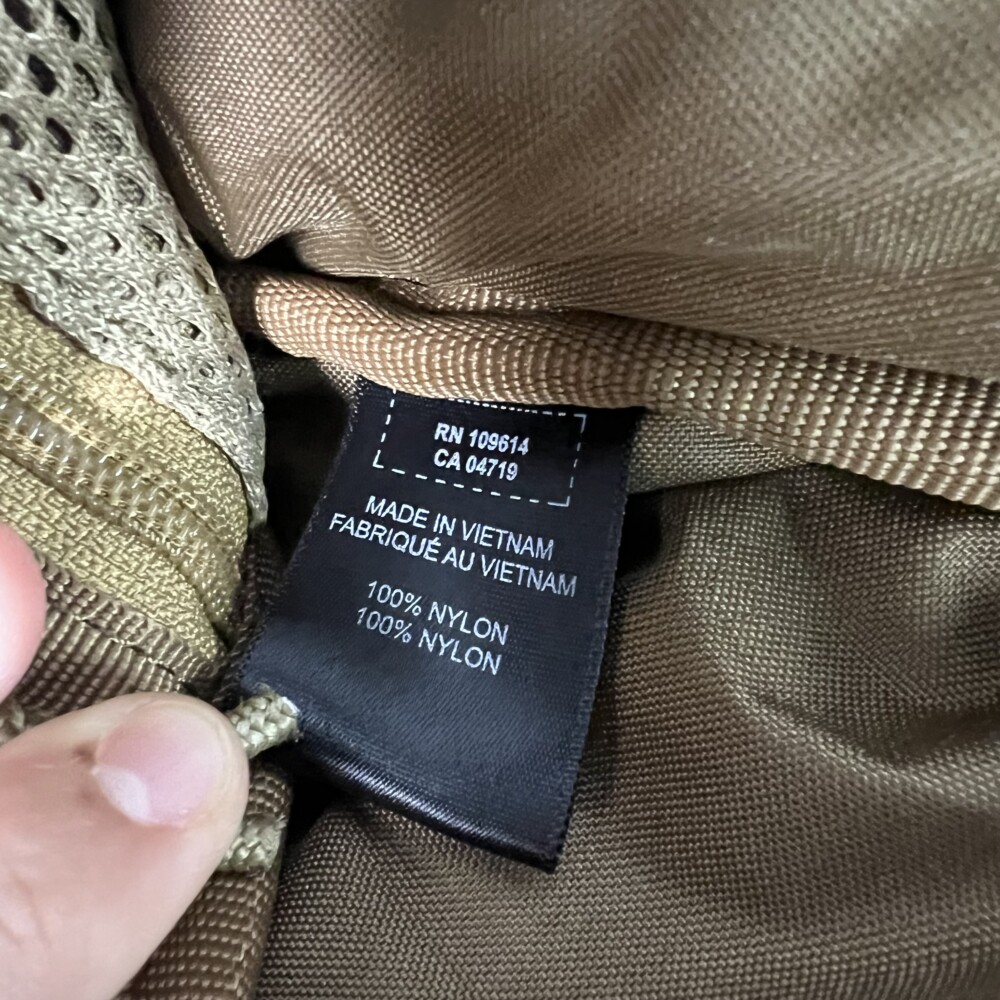 RN 109614
CA 04719
MADE IN VIETNAM
FABRIQUÉ AU VIETNAM
100% NYLON
100% NYLON